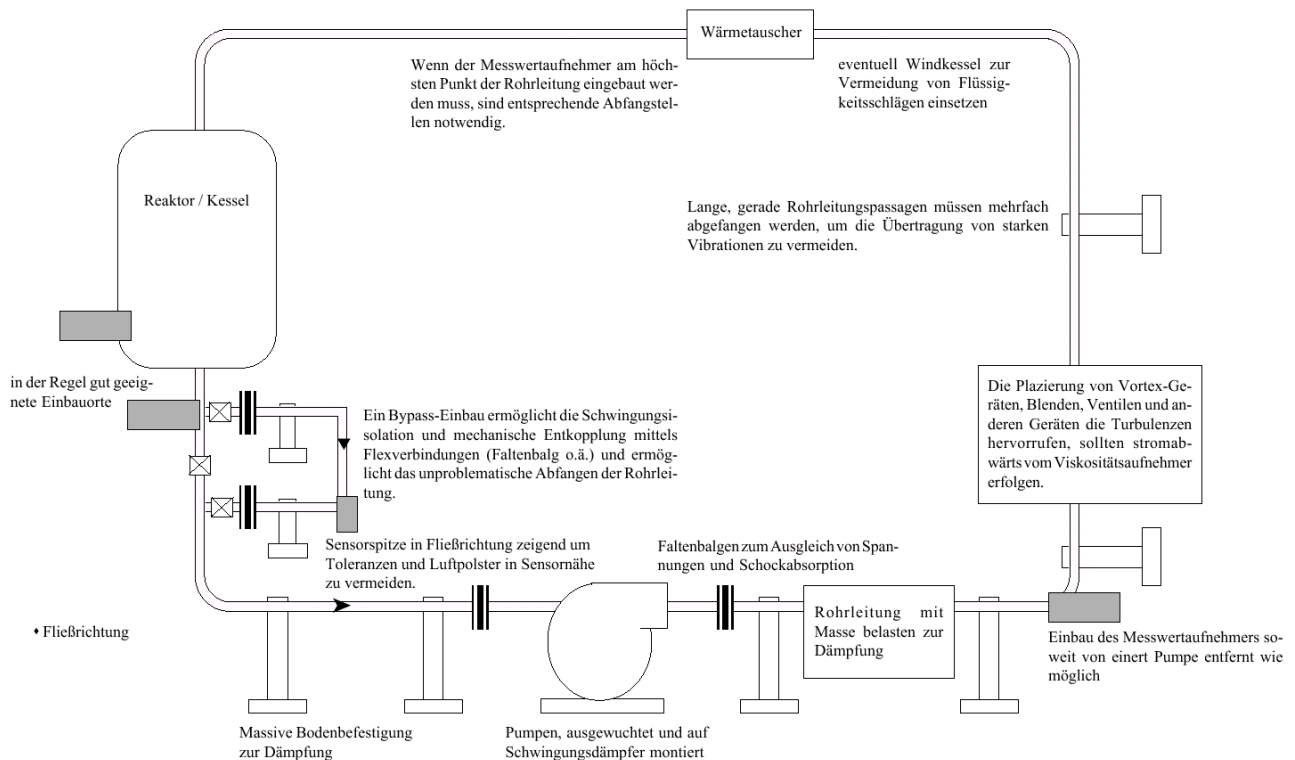 Wärmetauscher
Wenn der Messwertaufnehmer am höch-
sten Punkt der Rohrleitung eingebaut wer-
den muss, sind entsprechende Abfangstel-
len notwendig.
eventuell Windkessel zur
Vermeidung von Flüssig-
keitsschlägen einsetzen
Reaktor / Kessel
Lange, gerade Rohrleitungspassagen müssen mehrfach
abgefangen werden, um die Übertragung von starken
Vibrationen zu vermeiden.
in der Regel gut geeig-
nete Einbauorte
Ein Bypass-Einbau ermöglicht die Schwingungsi-
solation und mechanische Entkopplung mittels
Flexverbindungen (Faltenbalg o.ä.) und ermög-
licht das unproblematische Abfangen der Rohrlei-
tung.
Die Plazierung von Vortex-Ge-
räten, Blenden, Ventilen und an-
deren Geräten die Turbulenzen
hervorrufen, sollten stromab-
wärts vom Viskositätsaufnehmer
erfolgen.
Sensorspitze in Fließrichtung zeigend um
Toleranzen und Luftpolster in Sensornähe
zu vermeiden.
Faltenbalgen zum Ausgleich von Span-
nungen und Schockabsorption
Rohrleitung mit
Masse belasten zur
Dämpfung
Fließrichtung
Einbau des Messwertaufnehmers so-
weit von einert Pumpe entfernt wie
möglich
Massive Bodenbefestigung
zur Dämpfung
Pumpen, ausgewuchtet und auf
Schwingungsdämpfer montiert